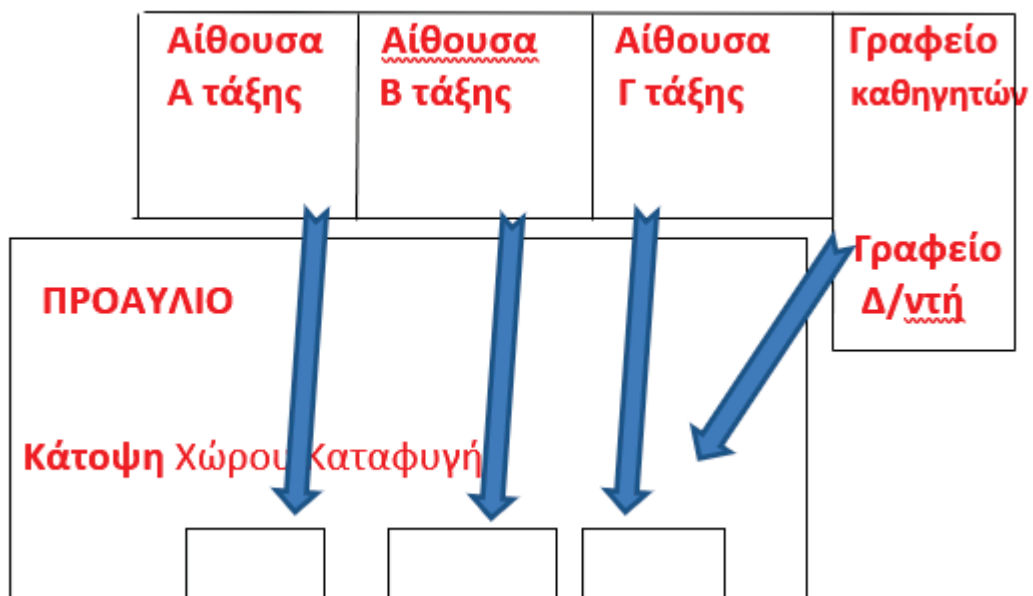 Αίθουσα
Α τάξης
Αίθουσα
Β τάξης
Αίθουσα
Γ τάξης
Γραφείο
καθηγητών
Γραφείο
Δ/ντή
ΠΡΟΑΥΛΙΟ
Κάτοψη Χώρου Καταφυγή